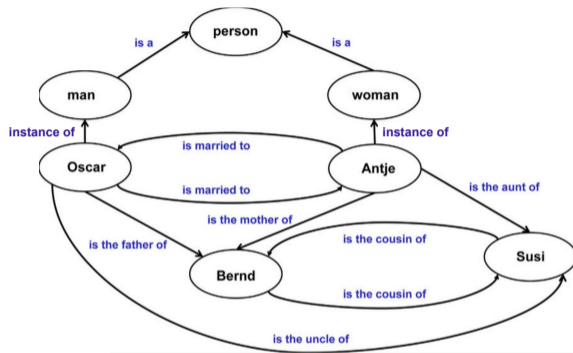 person
is a
is a
man
woman
instance of
instance of
Oscar
is married to
Antje
is married to
is the aunt of
is the mother of
is the father of
is the cousin of
Susi
Bernd
is the cousin of
is the uncle of